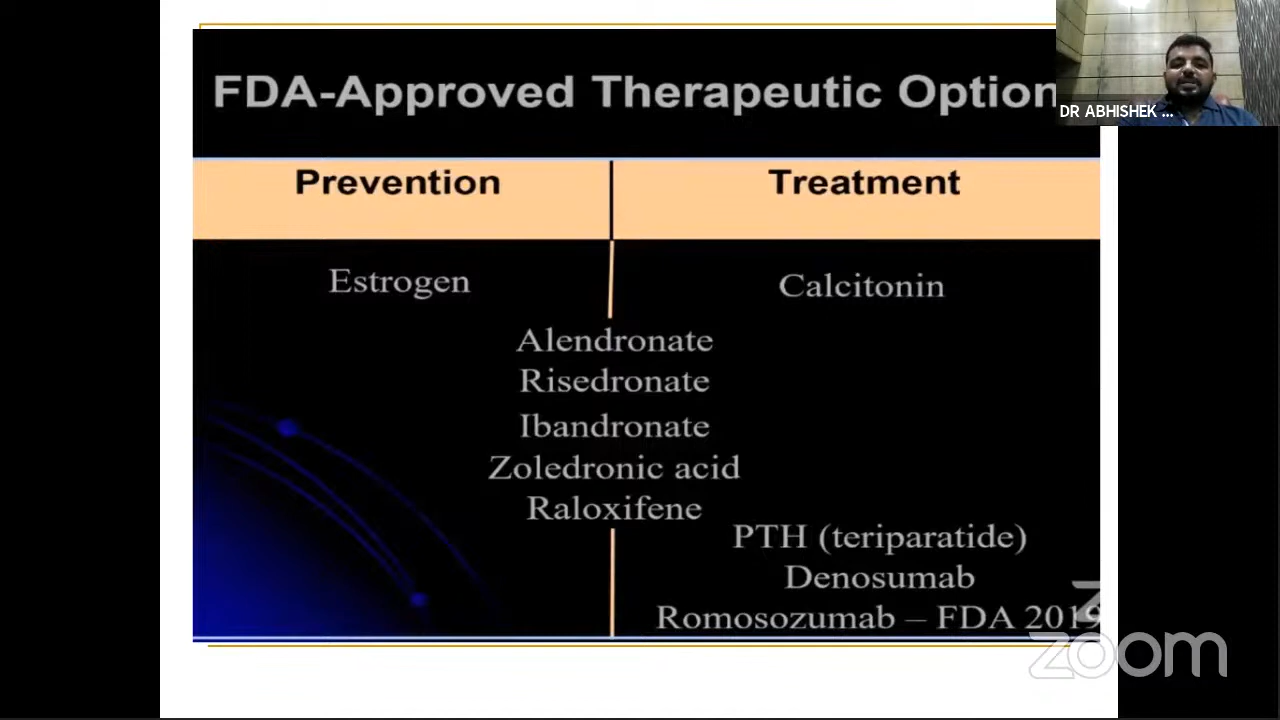 FDA-Approved Therapeutic Option
DR ABHISHEK ...
Prevention
Treatment
Estrogen
Calcitonin
Alendronate
Risedronate
Ibandronate
Zoledronic acid
Raloxifene
PTH (teriparatide)
Denosumab
Romosozumab – FDA 2019
zoom